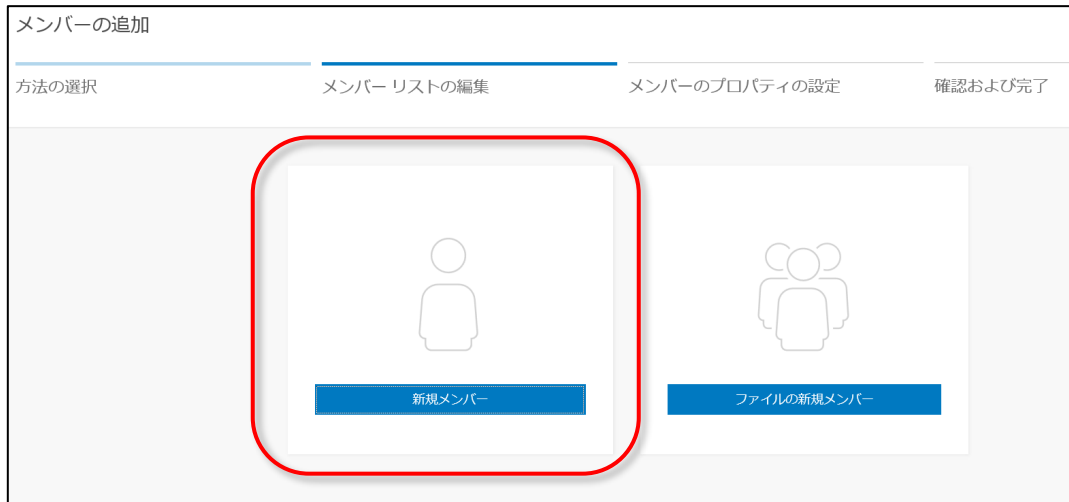 メンバーの追加
方法の選択
メンバー リストの編集
メンバーのプロパティの設定
確認および完了
新規メンバー
ファイルの新規メンバー